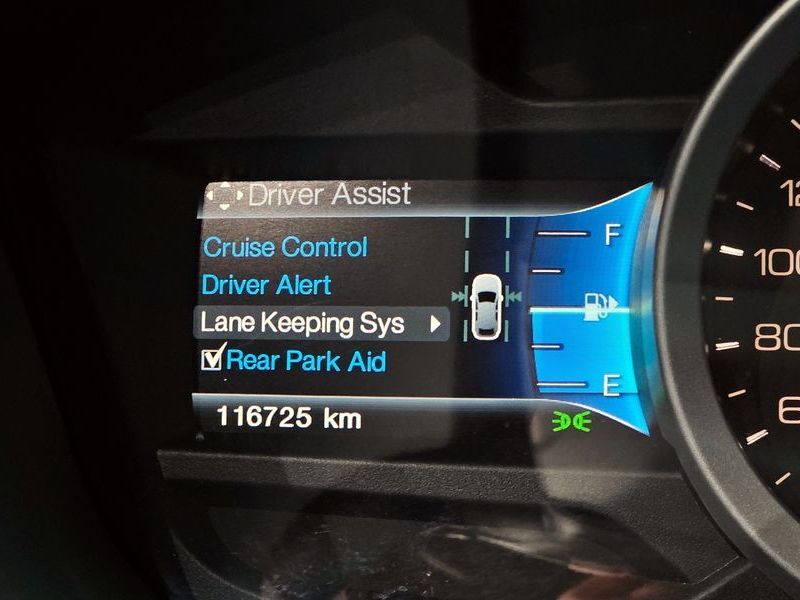 Driver Assist
Cruise Control
Driver Alert
Lane Keeping Sys
Rear Park Aid
116725 km
F
E
100
80